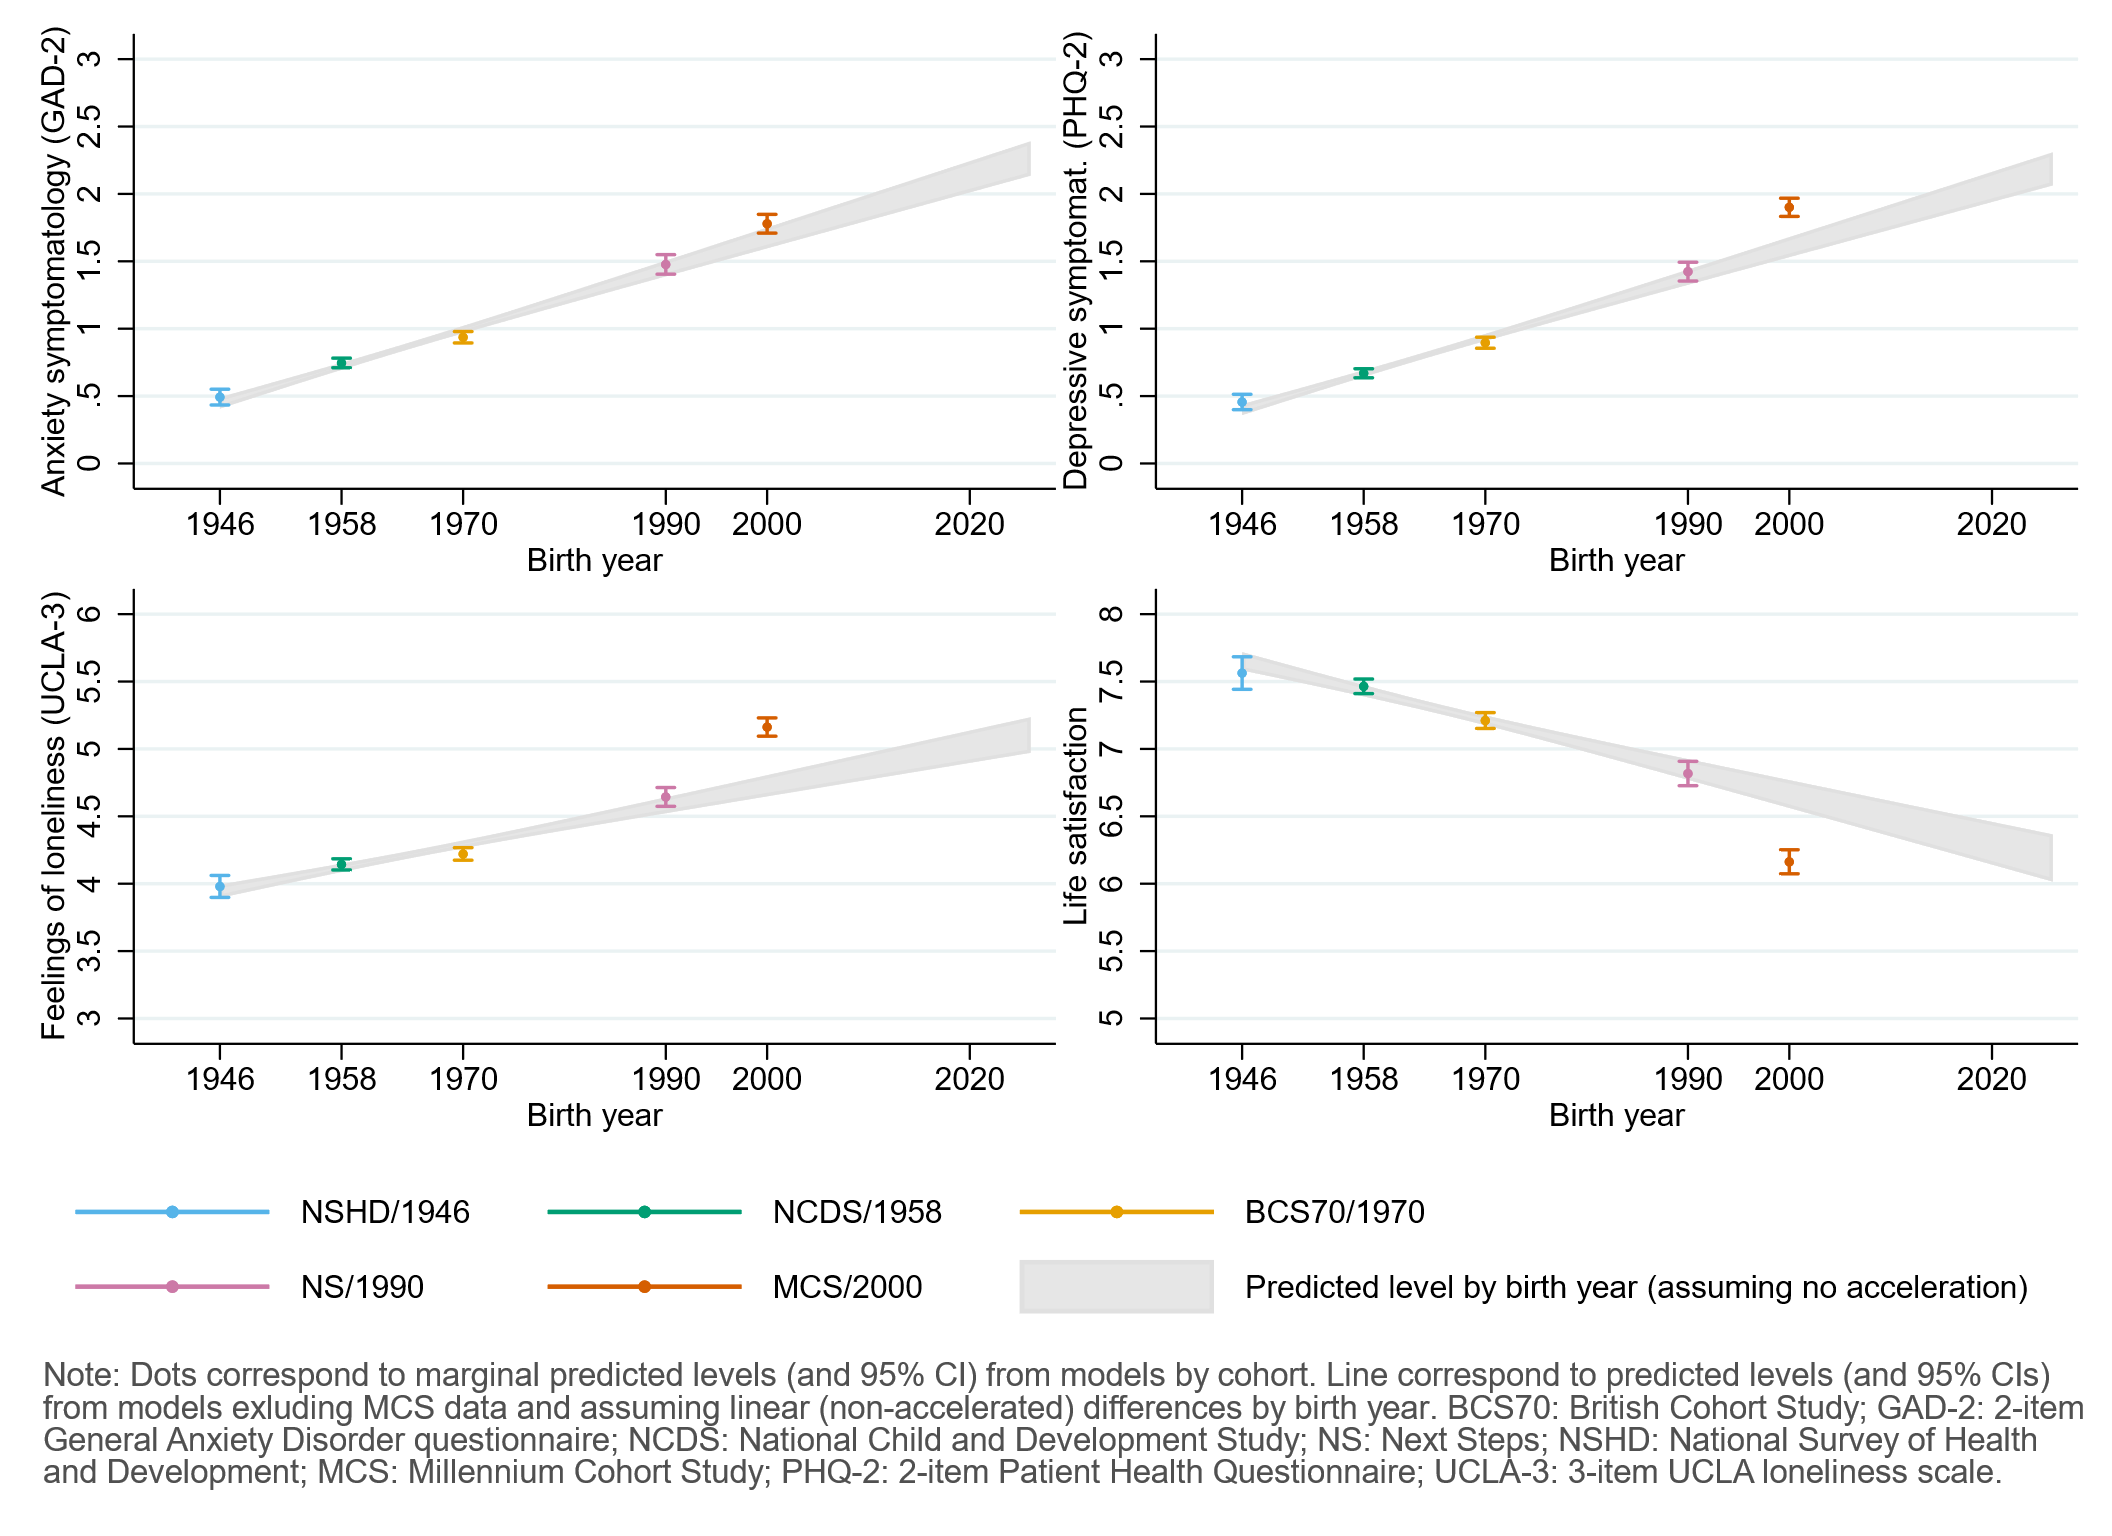 Anxiety symptomatology (GAD-2)
3
2.5
2
1.5
1
.5
0
1946 1958 1970 1990 2000 2020
Birth year
Depressive symptomat. (PHQ-2)
3
2.5
2
1.5
1
.5
0
1946 1958 1970 1990 2000 2020
Birth year
Feelings of loneliness (UCLA-3)
6
5.5
5
4.5
4
3.5
3
1946 1958 1970 1990 2000 2020
Birth year
Life satisfaction
8
7.5
7
6.5
6
5.5
5
1946 1958 1970 1990 2000 2020
Birth year
NSHD/1946 NCDS/1958 BCS70/1970
NS/1990 MCS/2000 Predicted level by birth year (assuming no acceleration)
Note: Dots correspond to marginal predicted levels (and 95% CI) from models by cohort. Line correspond to predicted levels (and 95% CIs)
from models exluding MCS data and assuming linear (non-accelerated) differences by birth year. BCS70: British Cohort Study; GAD-2: 2-item
General Anxiety Disorder questionnaire; NCDS: National Child and Development Study; NS: Next Steps; NSHD: National Survey of Health
and Development; MCS: Millennium Cohort Study; PHQ-2: 2-item Patient Health Questionnaire; UCLA-3: 3-item UCLA loneliness scale.